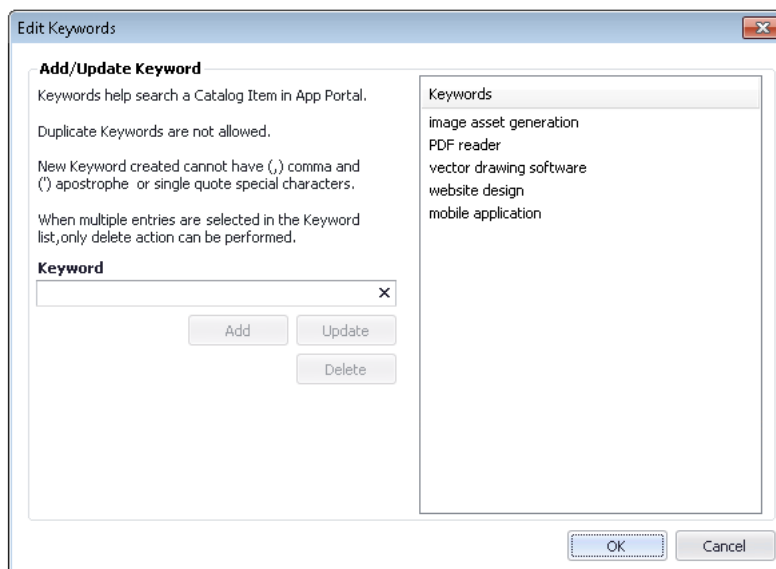 Edit Keywords
Add/Update Keyword
Keywords help search a Catalog Item in App Portal.
Duplicate Keywords are not allowed.
New Keyword created cannot have (,) comma and
(') apostrophe or single quote special characters.
When multiple entries are selected in the Keyword
list,only delete action can be performed.
Keyword
Add
Update
Delete
Keywords
image asset generation
PDF reader
vector drawing software
website design
mobile application
OK
Cancel